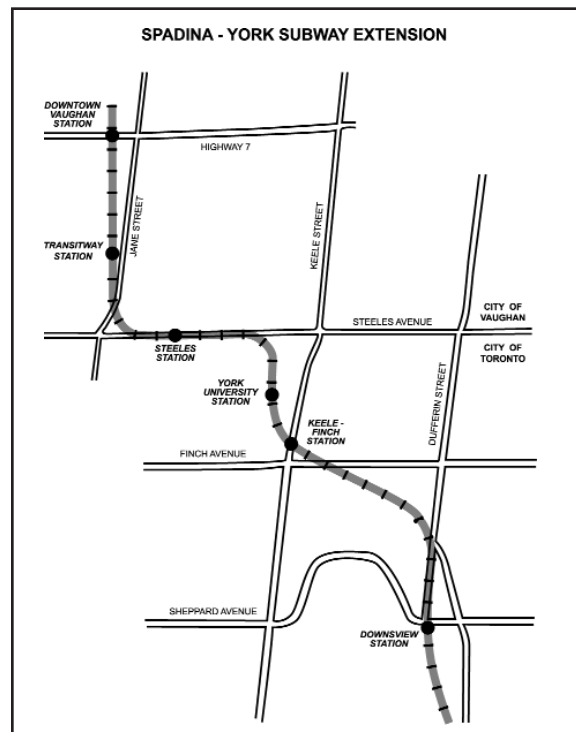 SPADINA - YORK SUBWAY EXTENSION
DOWNTOWN
VAUGHAN
STATION
HIGHWAY 7
JANE STREET
KEELE STREET
TRANSITWAY
STATION
STEELES AVENUE
CITY OF
VAUGHAN
CITY OF
TORONTO
STEELES
STATION
YORK
UNIVERSITY
STATION
DUFFERIN STREET
KEELE -
FINCH
STATION
FINCH AVENUE
SHEPPARD AVENUE
DOWNSVIEW
STATION